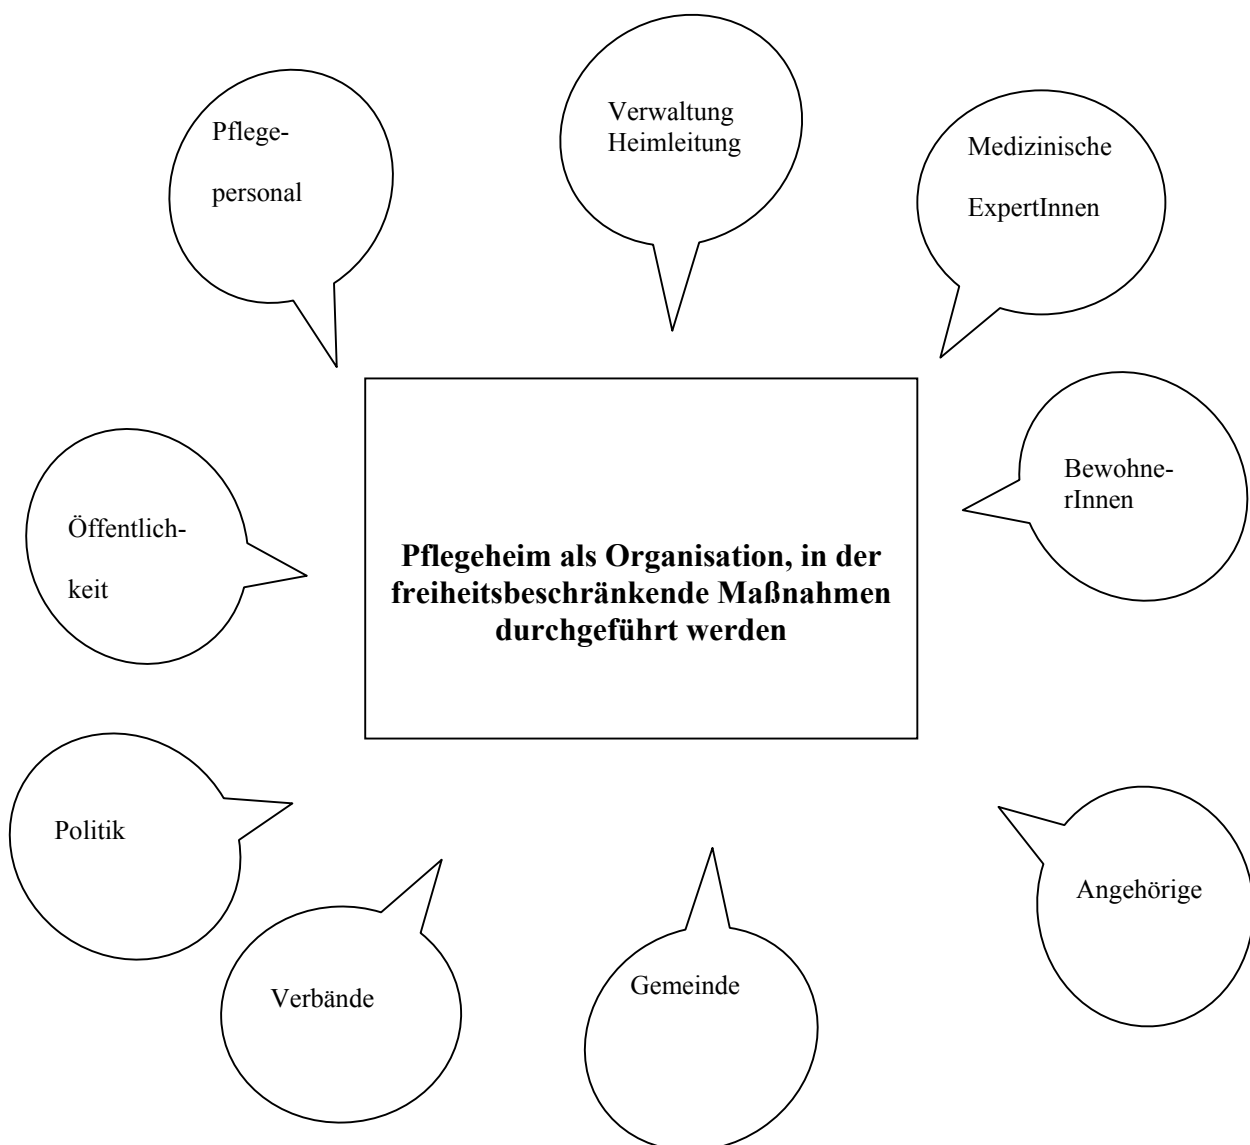 Verwaltung
Heimleitung
Pflege-
personal
Medizinische
ExpertInnen
Bewohne-
rInnen
Öffentlich-
keit
Pflegeheim als Organisation, in der
freiheitsbeschränkende Maßnahmen
durchgeführt werden
Politik
Angehörige
Verbände
Gemeinde